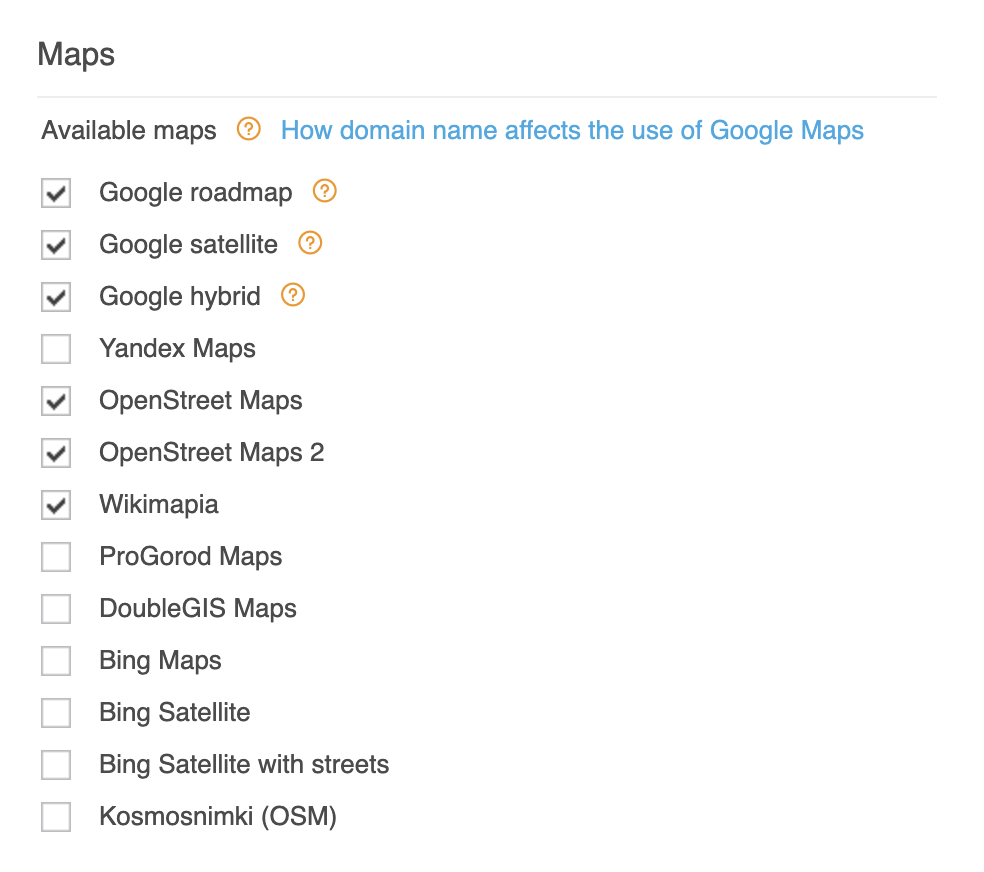 Maps
Available maps ? How domain name affects the use of Google Maps
Google roadmap ?
Google satellite ?
Google hybrid ?
Yandex Maps
OpenStreet Maps
OpenStreet Maps 2
Wikimapia
ProGorod Maps
DoubleGIS Maps
Bing Maps
Bing Satellite
Bing Satellite with streets
Kosmosnimki (OSM)